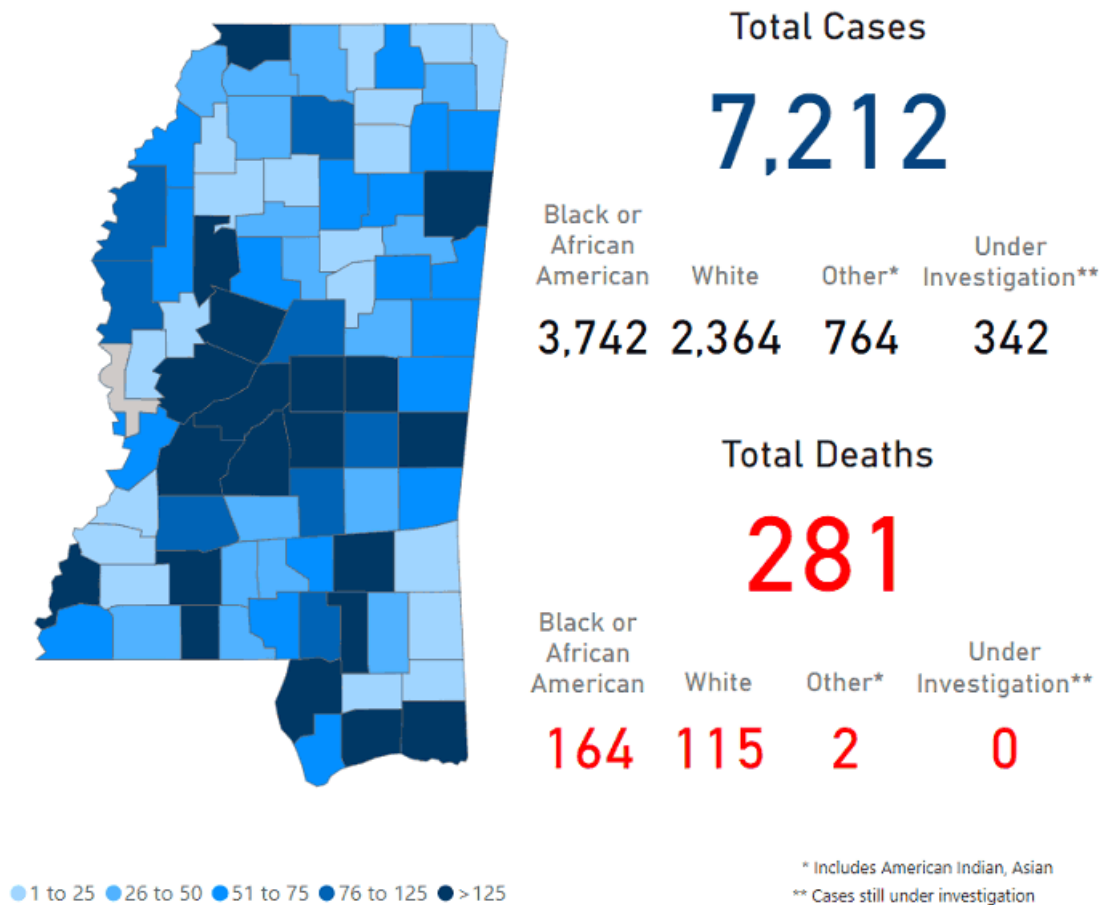 Total Cases
7,212
Black or
African
American
White
Other*
Under
Investigation**
3,742 2,364 764 342
Total Deaths
281
Black or
African
American
White
Other*
Under
Investigation**
164 115 2 0
1 to 25 26 to 50 51 to 75 76 to 125 >125
* Includes American Indian, Asian
** Cases still under investigation